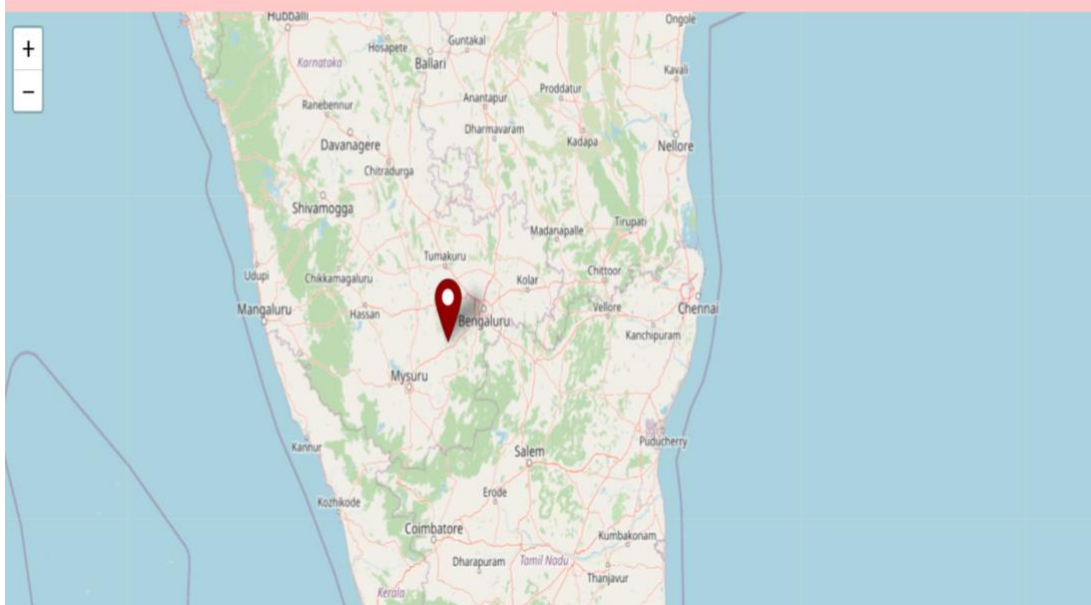 +
−
Hubballi
Ongole
Hosapete
Guntakal
Karnataka
Ballari
Kavali
Proddatur
Anantapur
Ranebennur
Dharmavaram
Davanagere
Kadapa
Nellore
Chitradurga
Shivamogga
Tirupati
Madanapalle
Tumakuru
Udupi
Chikkamagaluru
Kolar
Chittoor
Mangaluru
Hassan
Bengaluru
Vellore
Chennai
Kanchipuram
Mysuru
Kannur
Puducherry
Salem
Kozhikode
Erode
Coimbatore
Kumbakonam
Dharapuram
Tamil Nadu
Thanjavur
Kerala